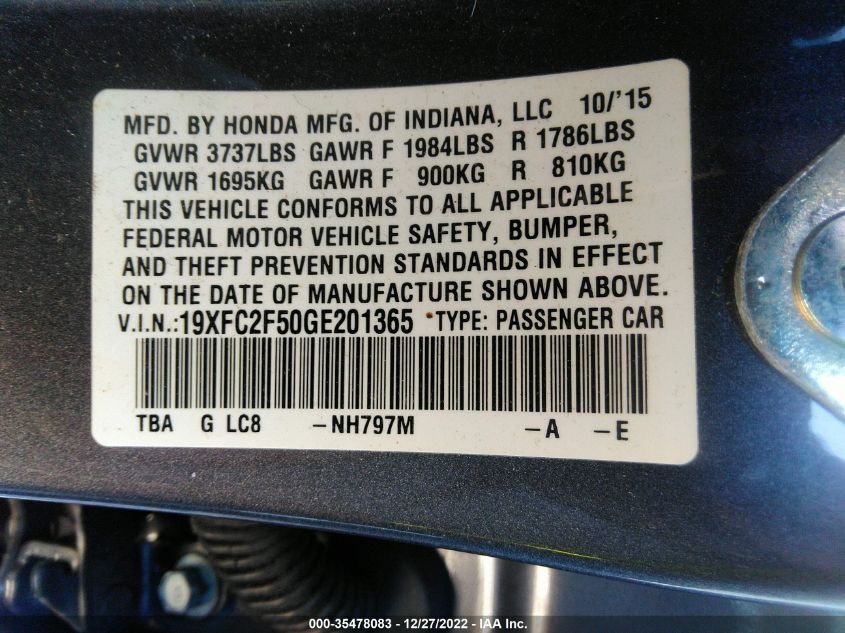 MFD. BY HONDA MFG. OF INDIANA, LLC 10/'15
GVWR 3737LBS GAWR F 1984LBS R 1786LBS
GVWR 1695KG GAWR F 900KG R 810KG
THIS VEHICLE CONFORMS TO ALL APPLICABLE
FEDERAL MOTOR VEHICLE SAFETY, BUMPER,
AND THEFT PREVENTION STANDARDS IN EFFECT
ON THE DATE OF MANUFACTURE SHOWN ABOVE.
V.I.N.:19XFC2F50GE201365 TYPE: PASSENGER CAR
TBA G LC8 -NH797M -A -E
000-35478083 - 12/27/2022 - IAA Inc.